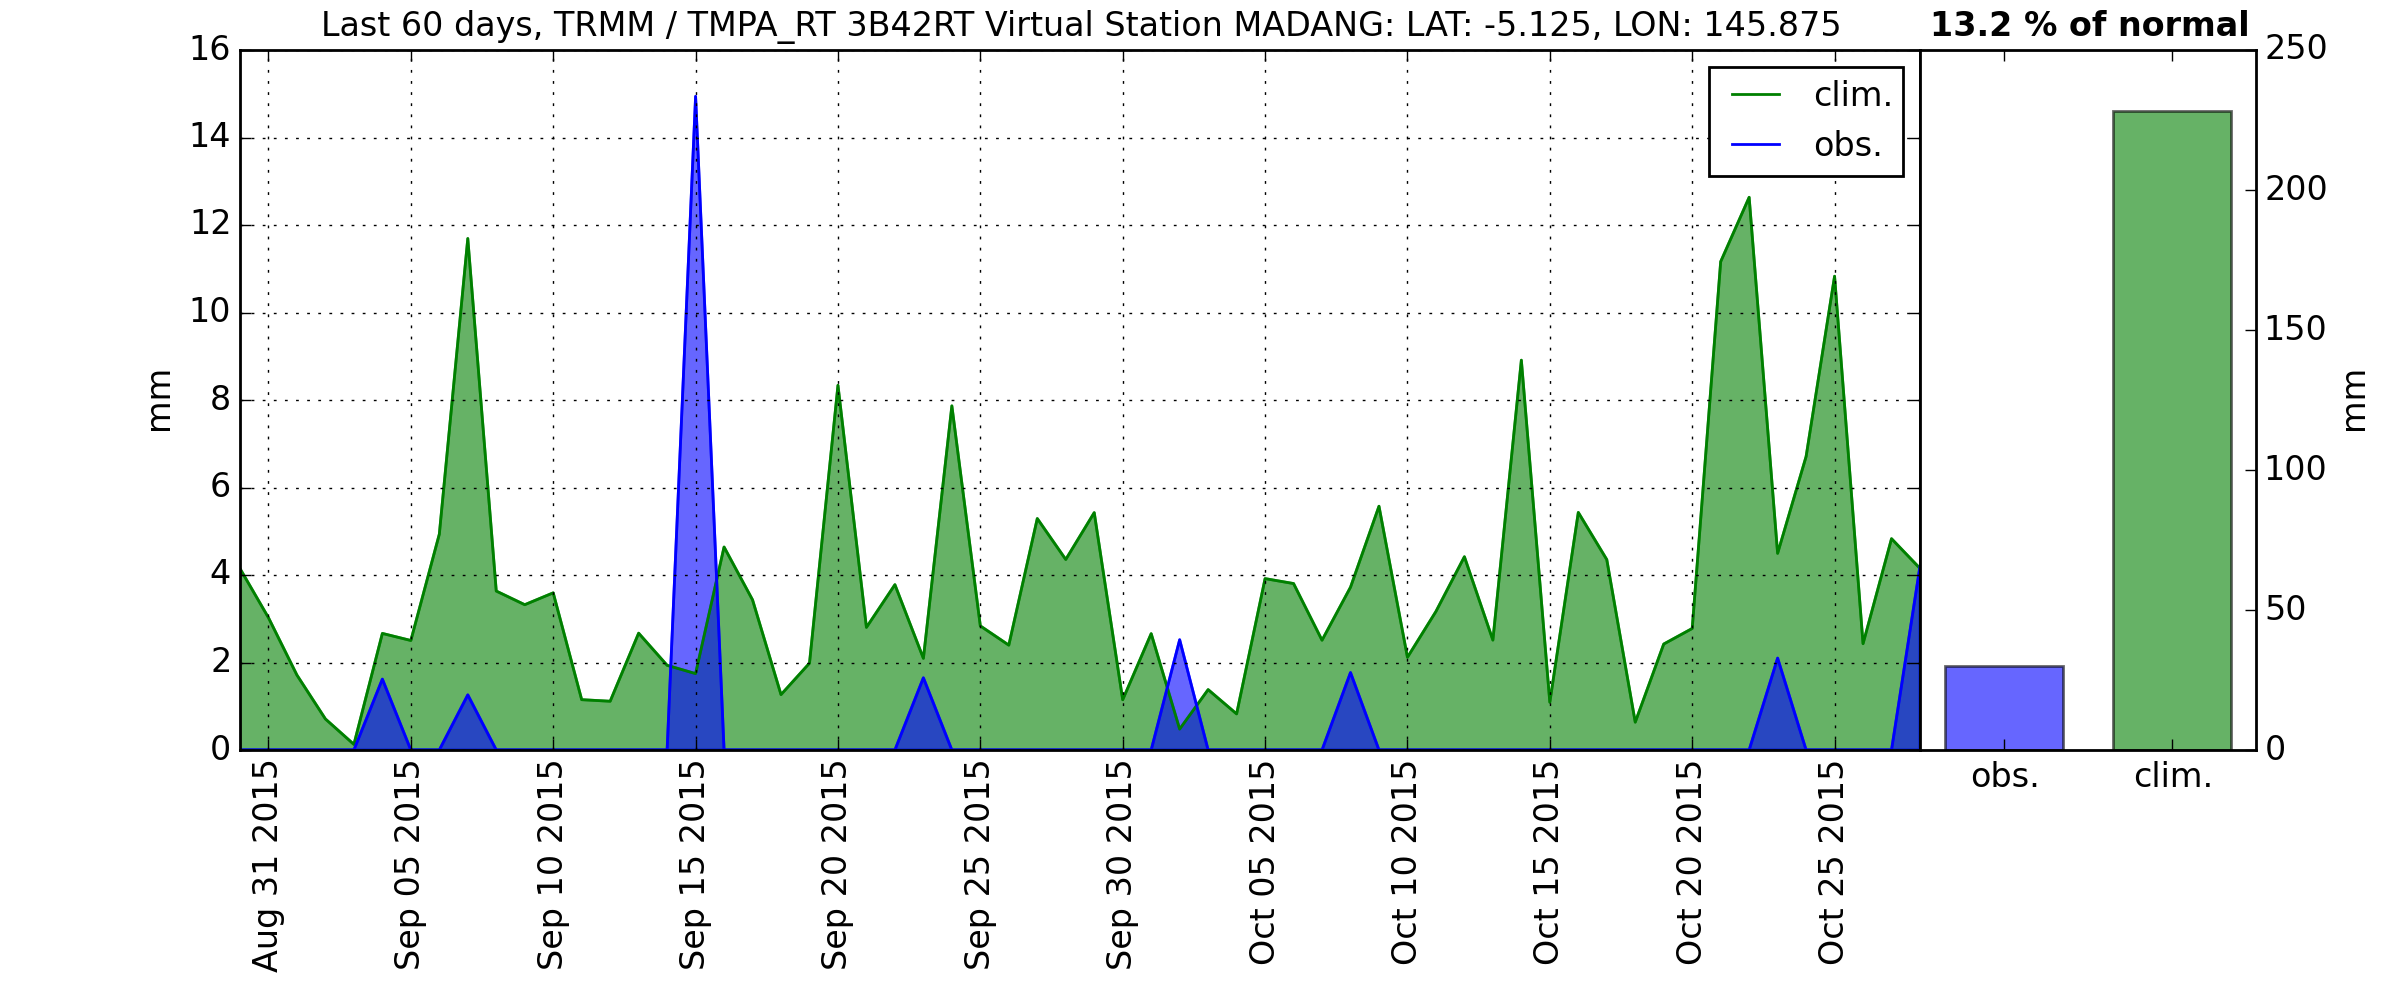 Last 60 days, TRMM / TMPA_RT 3B42RT Virtual Station MADANG: LAT: -5.125, LON: 145.875
13.2 % of normal
16
14
12
10
8
6
4
2
0
mm
clim.
obs.
250
200
150
100
50
0
mm
Aug 31 2015
Sep 05 2015
Sep 10 2015
Sep 15 2015
Sep 20 2015
Sep 25 2015
Sep 30 2015
Oct 05 2015
Oct 10 2015
Oct 15 2015
Oct 20 2015
Oct 25 2015
obs.
clim.